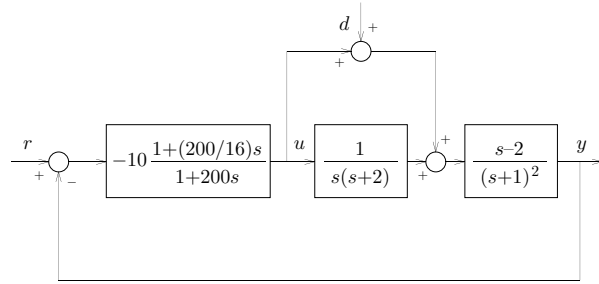 d +
+
r u + y
−10 1+(200/16)s / 1+200s 1 / s(s+2) s–2 / (s+1)^2
+ − +